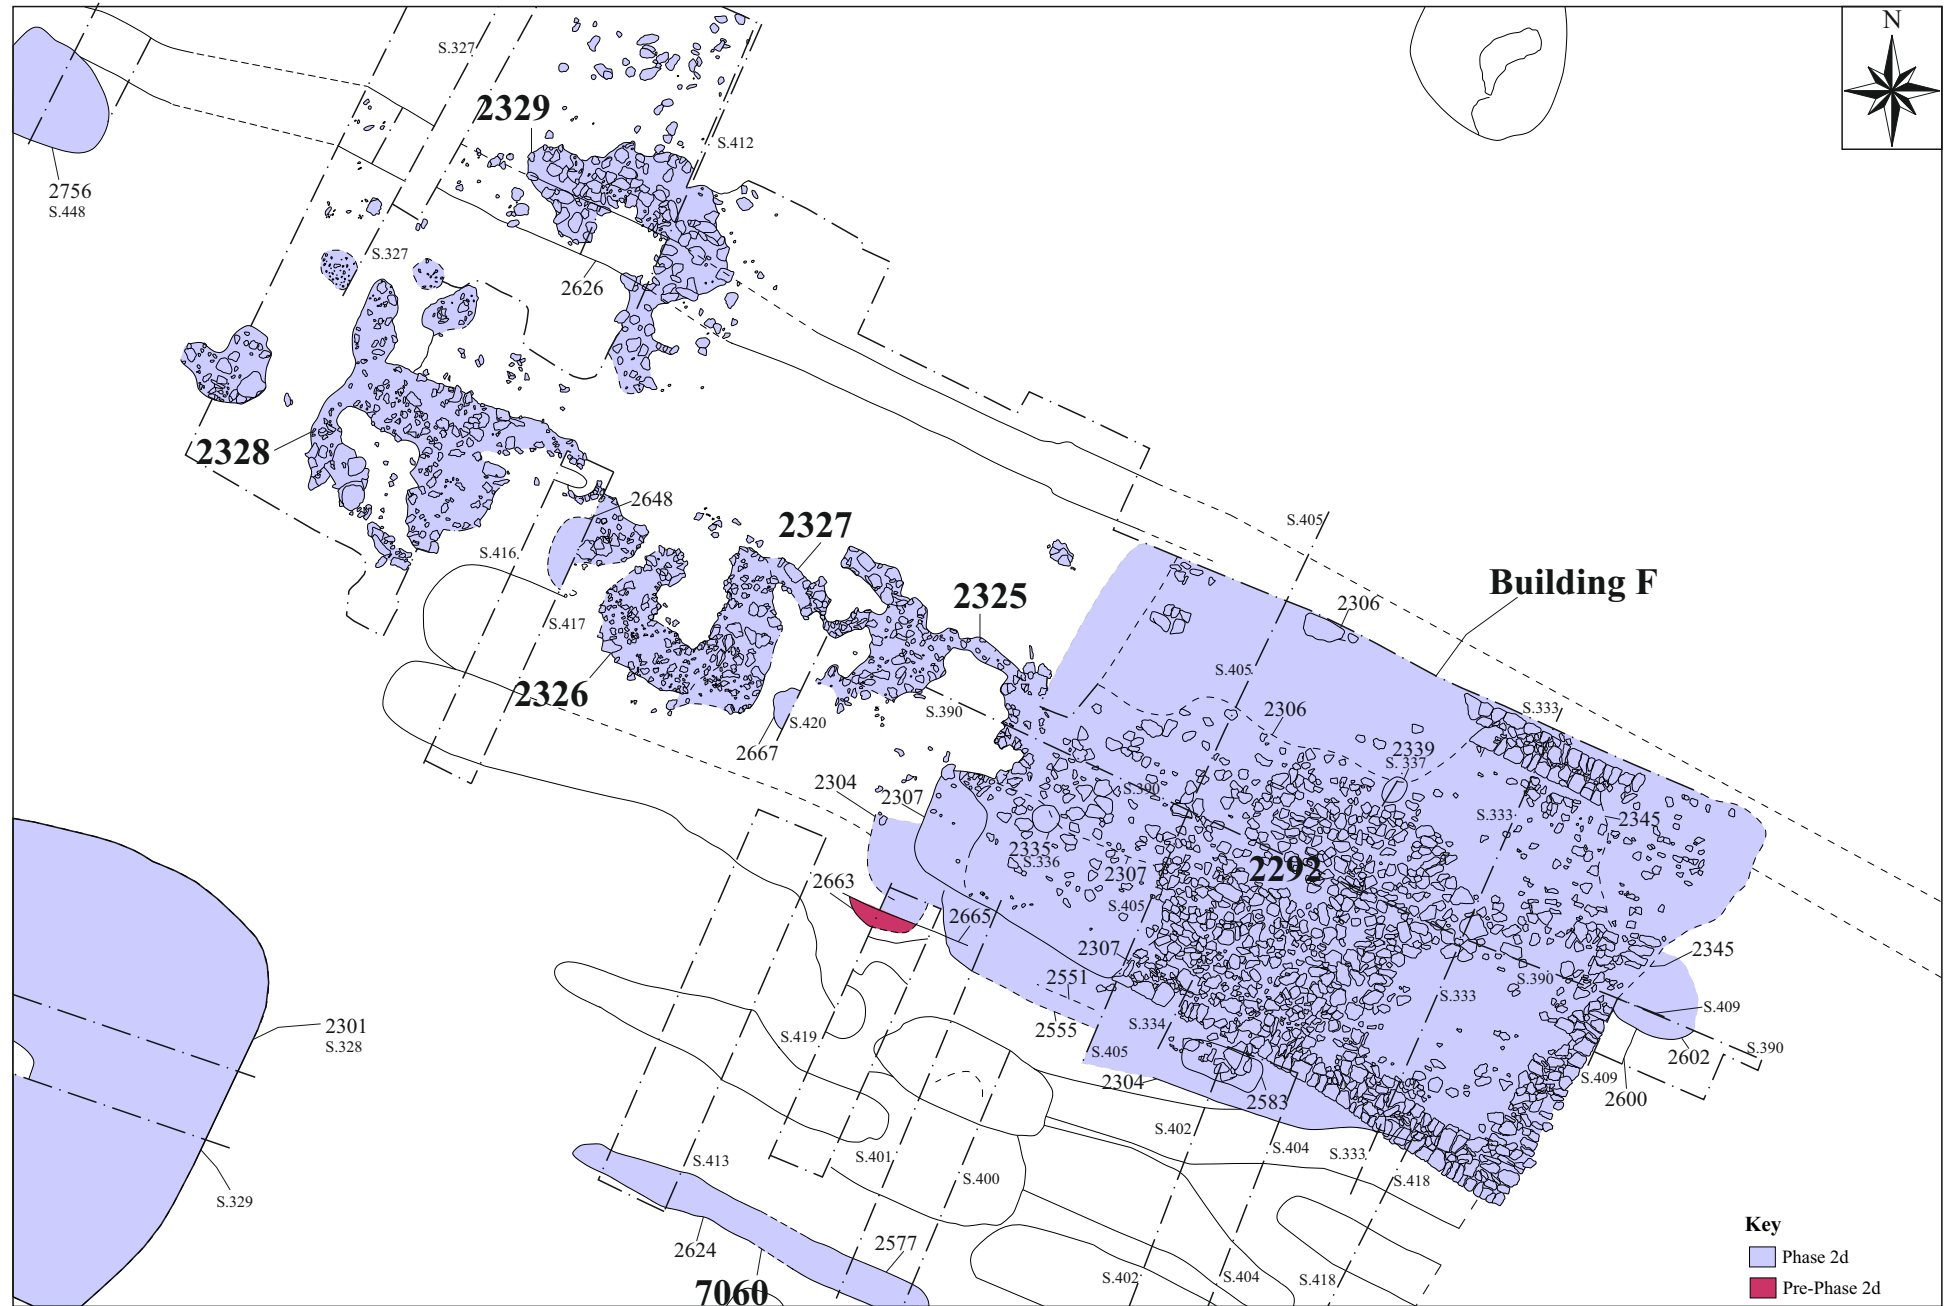 N
S.327
2329
S.412
2756
S.448
S.327
2626
2328
2648
2327
S.405
S.416
Building F
2325
2306
S.417
S.405
2326
S.390
2306
S.333
S.420
2667
2339
S. 337
2304
2307
S.390
S.333
2345
2335
S.336
2292
2307
2663
S.405
2665
2307
2345
2551
S.390
S.333
S.409
2301
S.328
2555
S.334
S.419
S.405
S.390
2602
2304
S.409
2583
2600
S.402
S.404
S.333
S.413
S.401
S.400
S.418
S.329
Key
2624
2577
Phase 2d
S.402
S.404
S.418
7060
Pre-Phase 2d